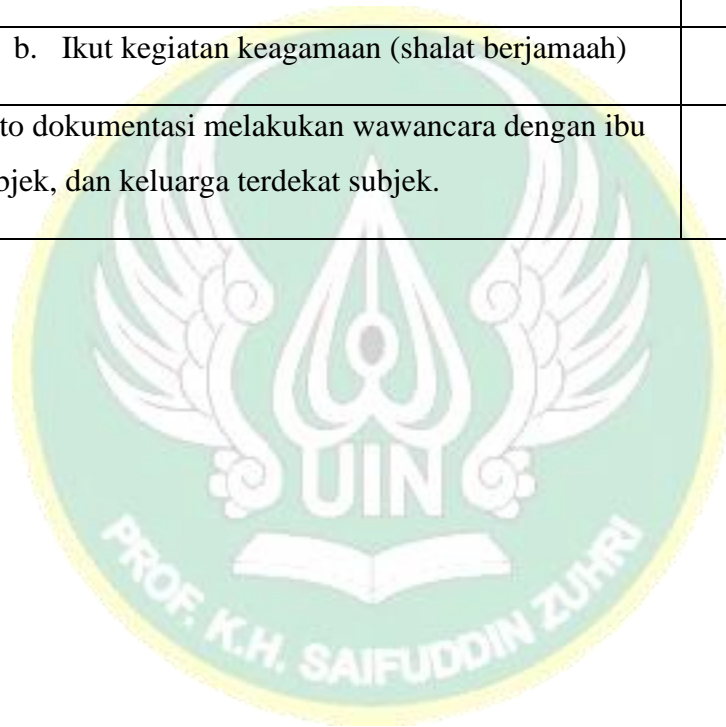 b. Ikut kegiatan keagamaan (shalat berjamaah)
to dokumentasi melakukan wawancara dengan ibu
bjek, dan keluarga terdekat subjek.
UIN
PROF. K.H. SAIFUDDIN ZUHRI